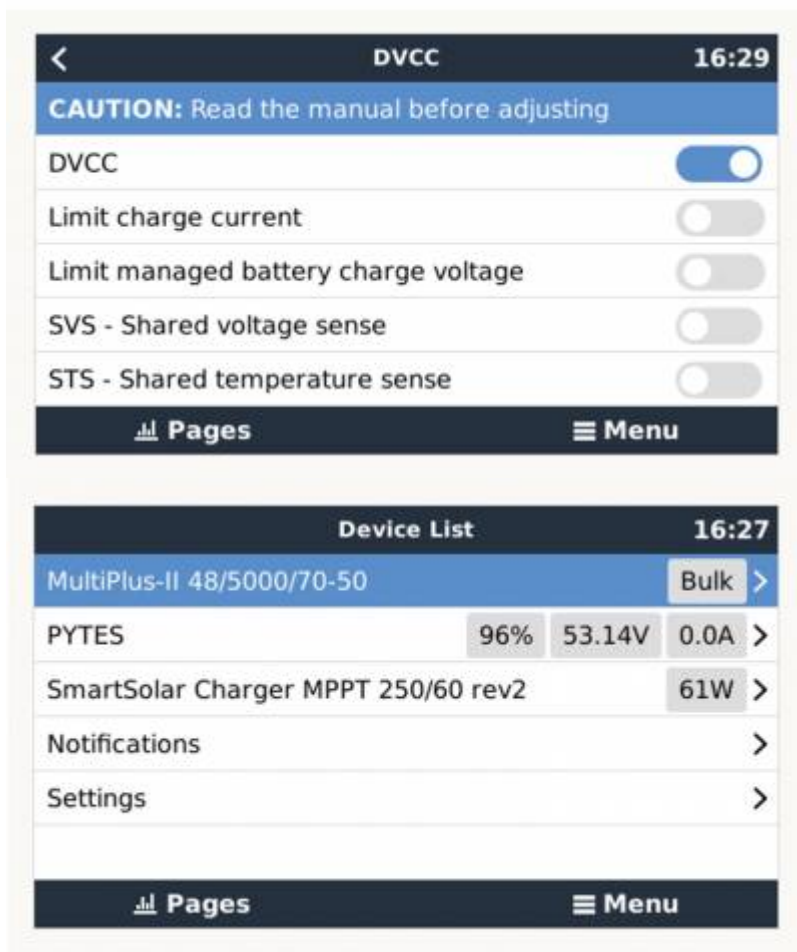 DVCC 16:29
CAUTION: Read the manual before adjusting
DVCC
Limit charge current
Limit managed battery charge voltage
SVS - Shared voltage sense
STS - Shared temperature sense
Pages Menu
Device List 16:27
MultiPlus-II 48/5000/70-50 Bulk
PYTES 96% 53.14V 0.0A
SmartSolar Charger MPPT 250/60 rev2 61W
Notifications
Settings
Pages Menu